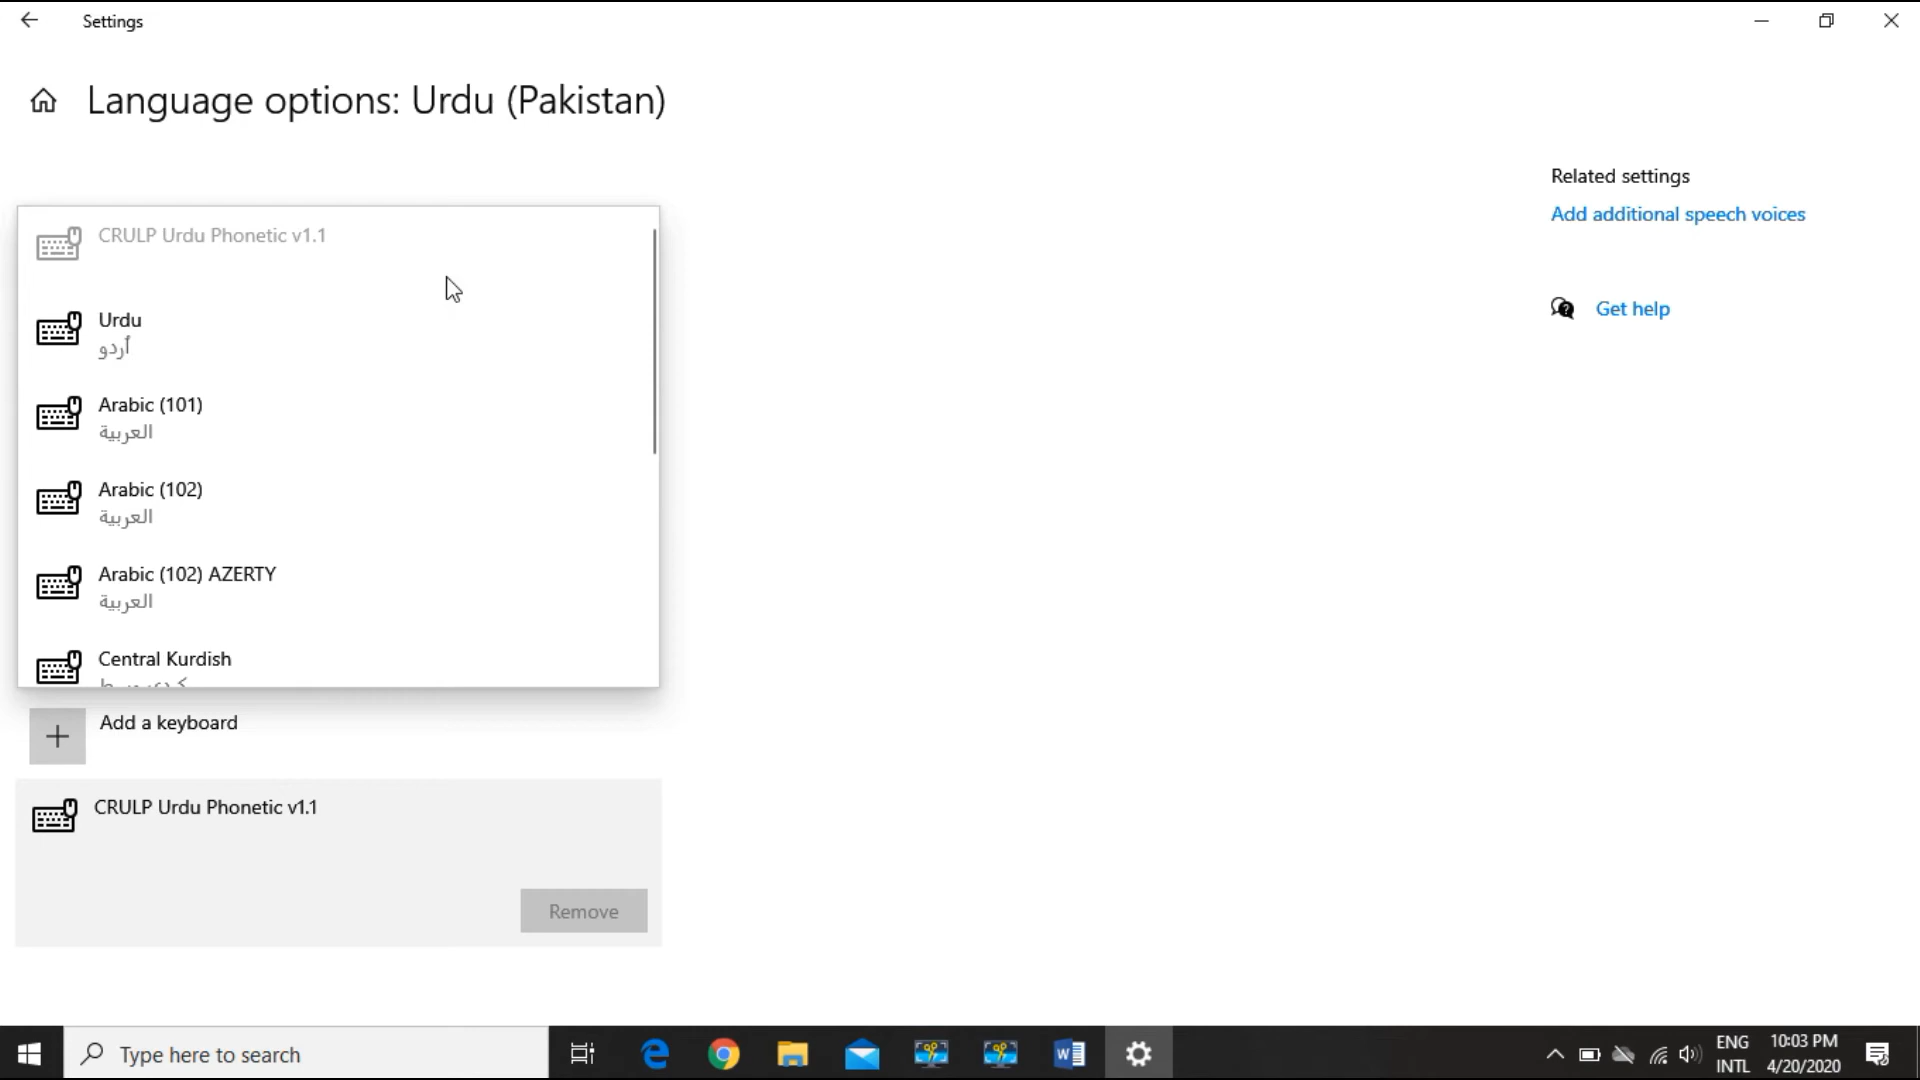 Settings
Language options: Urdu (Pakistan)
CRULP Urdu Phonetic v1.1
Urdu
اُردو
Arabic (101)
العربية
Arabic (102)
العربية
Arabic (102) AZERTY
العربية
Central Kurdish
Add a keyboard
CRULP Urdu Phonetic v1.1
Remove
Related settings
Add additional speech voices
Get help
Type here to search
ENG
INTL
10:03 PM
4/20/2020